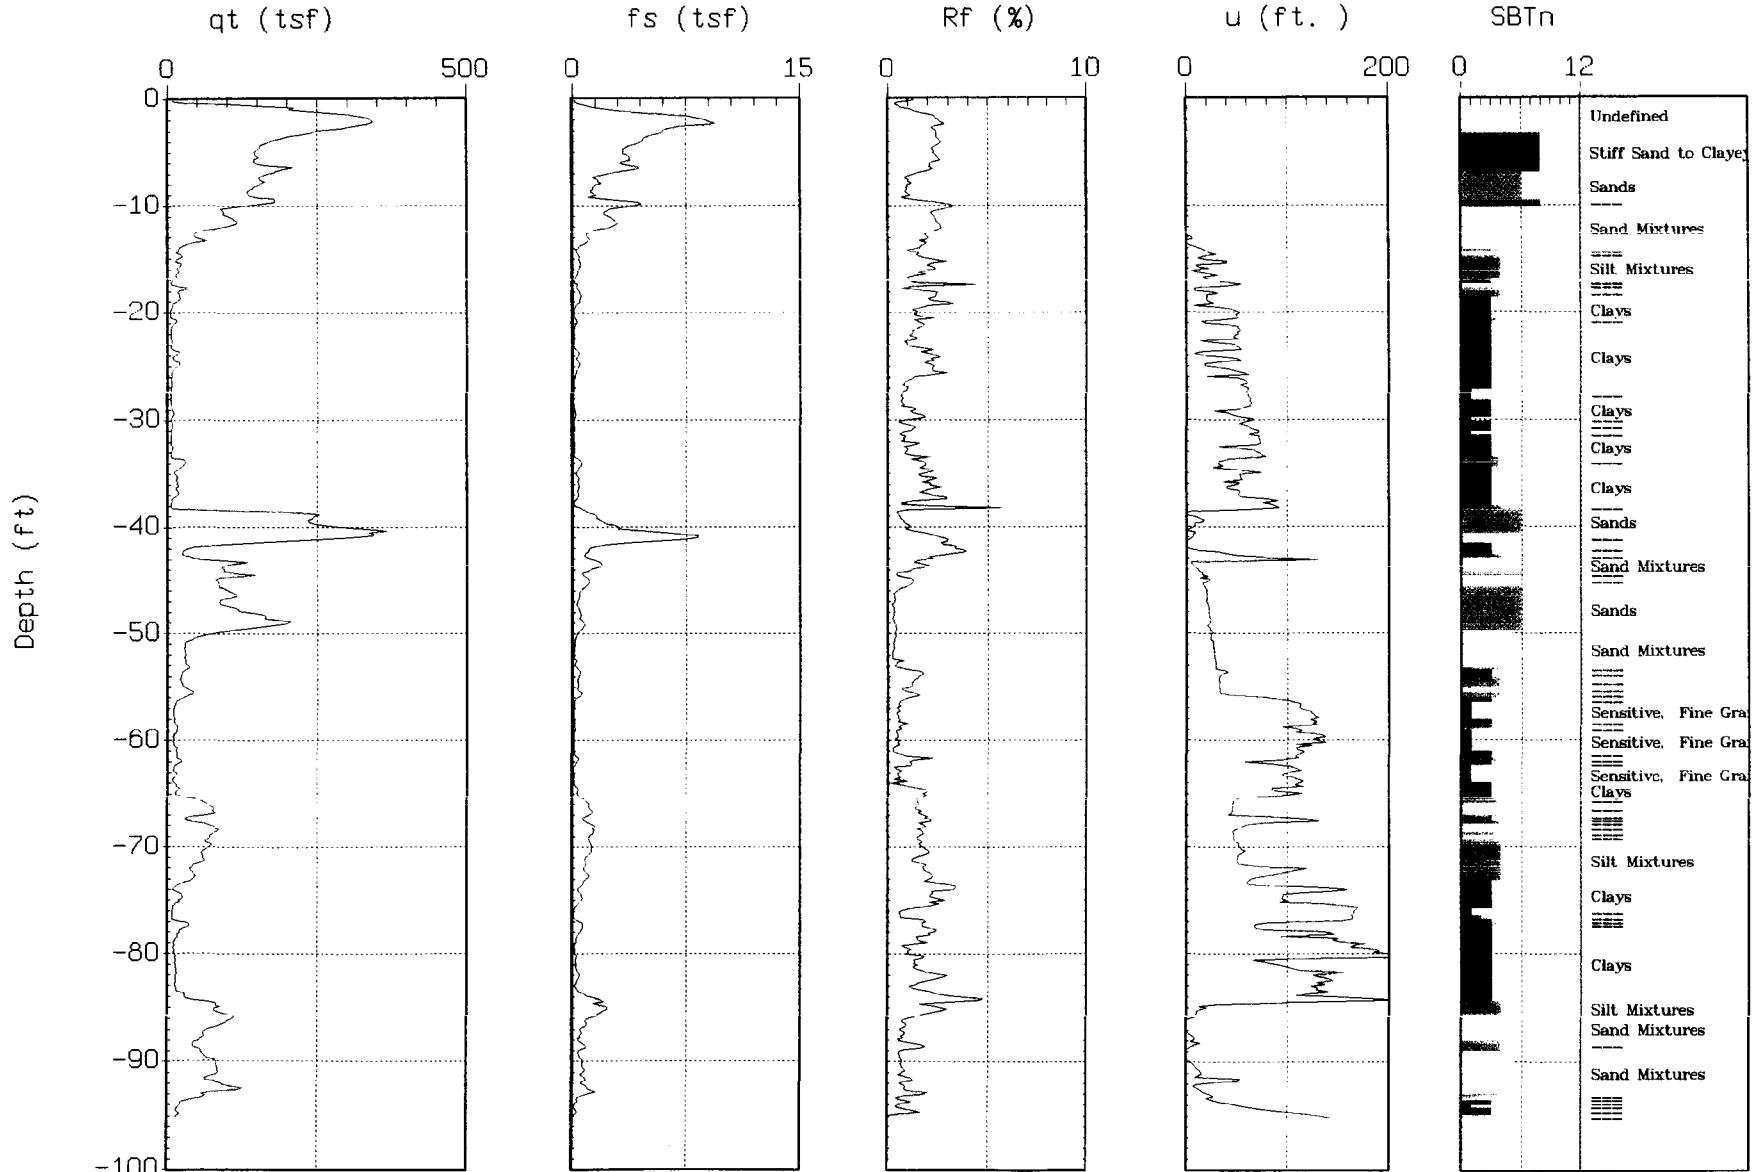 qt (tsf) fs (tsf) Rf (%) u (ft. ) SBTn
0 500 0 15 0 10 0 200 0 12
0
Undefined
Stiff Sand to Clayey
Sands
-10
Sand Mixtures
Silt Mixtures
-20
Clays
Clays
-30
Clays
Clays
Clays
-40
Sands
Sand Mixtures
Sands
-50
Sand Mixtures
Sensitive, Fine Gra
-60
Sensitive, Fine Gra
Sensitive, Fine Gra
Clays
-70
Silt Mixtures
Clays
-80
Clays
Silt Mixtures
Sand Mixtures
-90
Sand Mixtures
-100
Depth (ft)